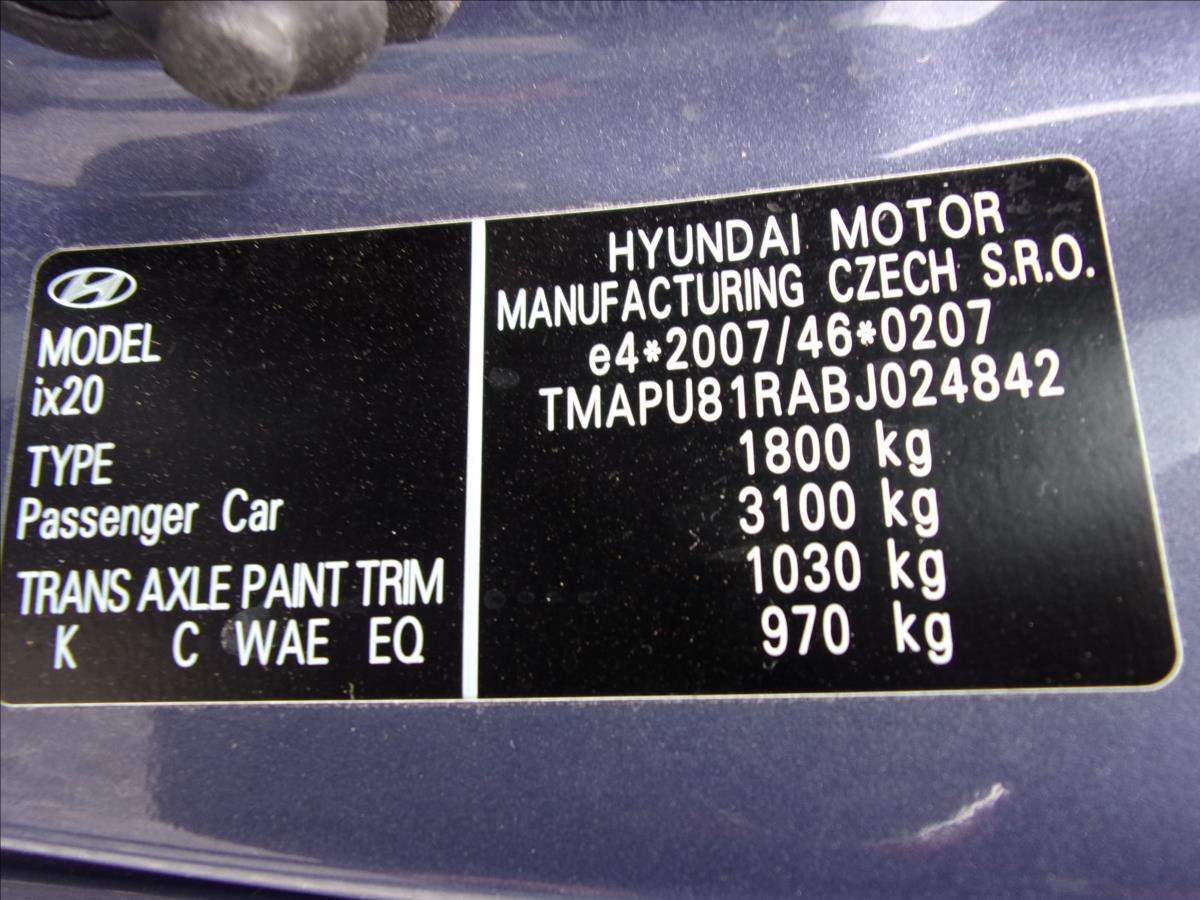 MODEL
ix20
TYPE
Passenger Car
TRANS AXLE PAINT TRIM
K C WAE EQ
HYUNDAI MOTOR
MANUFACTURING CZECH S.R.O.
e4*2007/46*0207
TMAPU81RABJ024842
1800 kg
3100 kg
1030 kg
970 kg